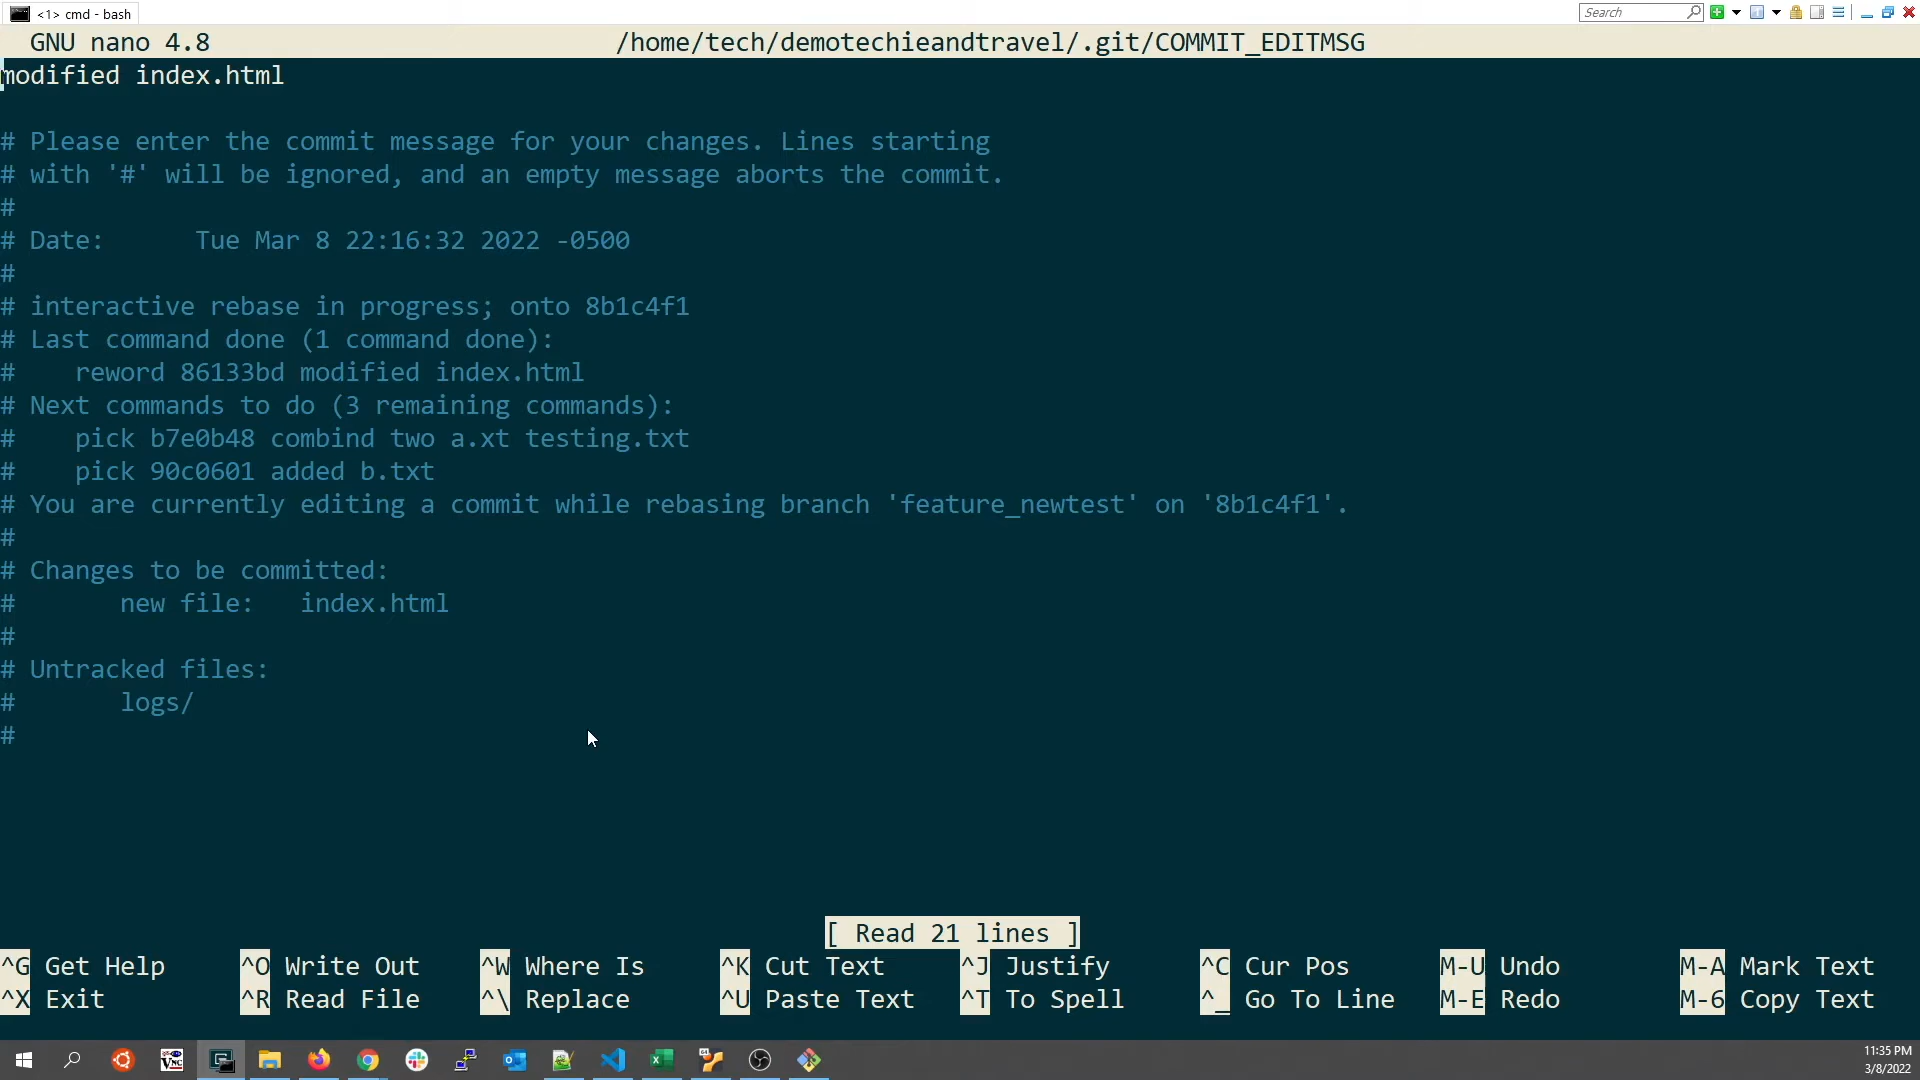 <1> cmd - bash
Search
GNU nano 4.8 /home/tech/demotechieandtravel/.git/COMMIT_EDITMSG
modified index.html
# Please enter the commit message for your changes. Lines starting
# with '#' will be ignored, and an empty message aborts the commit.
#
# Date: Tue Mar 8 22:16:32 2022 -0500
#
# interactive rebase in progress; onto 8b1c4f1
# Last command done (1 command done):
# reword 86133bd modified index.html
# Next commands to do (3 remaining commands):
# pick b7e0b48 combind two a.xt testing.txt
# pick 90c0601 added b.txt
# You are currently editing a commit while rebasing branch 'feature_newtest' on '8b1c4f1'.
#
# Changes to be committed:
# new file: index.html
#
# Untracked files:
# logs/
#
[ Read 21 lines ]
^G Get Help ^O Write Out ^W Where Is ^K Cut Text ^J Justify ^C Cur Pos M-U Undo M-A Mark Text
^X Exit ^R Read File ^\ Replace ^U Paste Text ^T To Spell ^_ Go To Line M-E Redo M-6 Copy Text
11:35 PM
3/8/2022